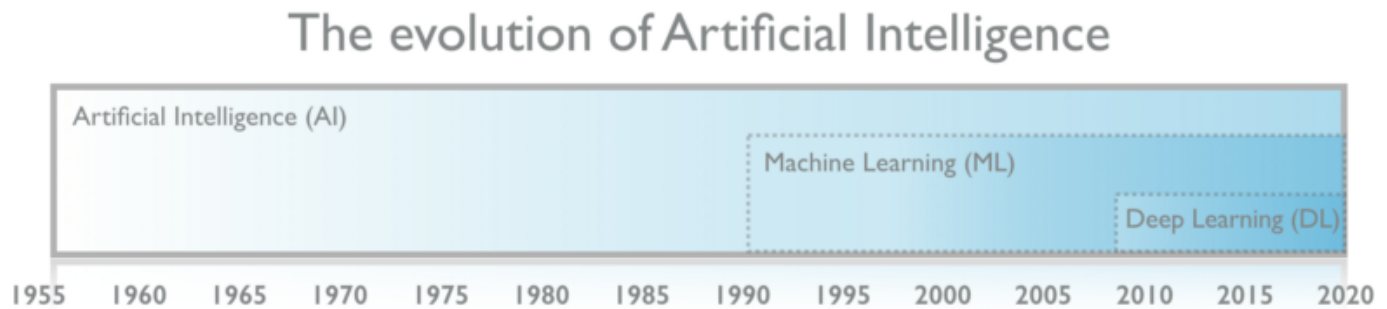 The evolution of Artificial Intelligence
Artificial Intelligence (AI)
Machine Learning (ML)
Deep Learning (DL)
1955 1960 1965 1970 1975 1980 1985 1990 1995 2000 2005 2010 2015 2020